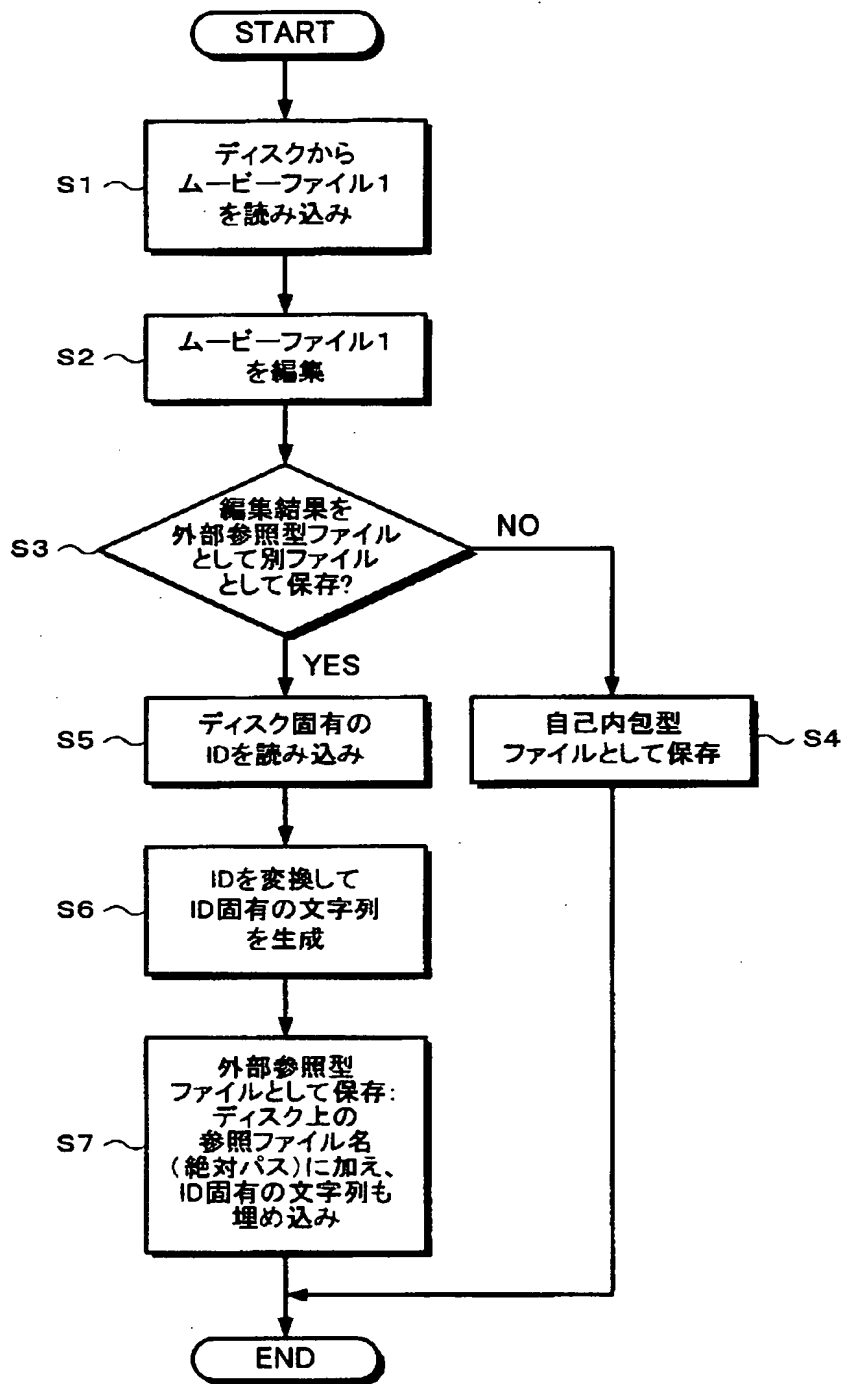 START
S1
ディスクから
ムービーファイル1
を読み込み
S2
ムービーファイル1
を編集
S3
編集結果を
外部参照型ファイル
として別ファイル
として保存?
NO
YES
S5
ディスク固有の
IDを読み込み
自己内包型
ファイルとして保存
S4
S6
IDを変換して
ID固有の文字列
を生成
S7
外部参照型
ファイルとして保存:
ディスク上の
参照ファイル名
(絶対パス)に加え、
ID固有の文字列も
埋め込み
END